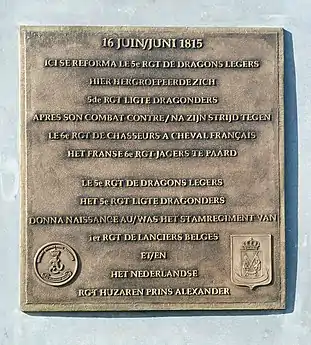 16 JUIN/JUNI 1815
ICI SE REFORMA LE 5e RGT DE DRAGONS LEGERS
HIER HERGROEPEERDE ZICH
5de RGT LIGTE DRAGONDERS
APRES SON COMBAT CONTRE / NA ZIJN STRIJD TEGEN
LE 6e RGT DE CHASSEURS A CHEVAL FRANÇAIS
HET FRANSE 6e RGT JAGERS TE PAARD
LE 5e RGT DE DRAGONS LEGERS
HET 5e RGT LIGTE DRAGONDERS
DONNA NAISSANCE AU/WAS HET STAMREGIMENT VAN
1er RGT DE LANCIERS BELGES
ET/EN
HET NEDERLANDSE
RGT HUZAREN PRINS ALEXANDER